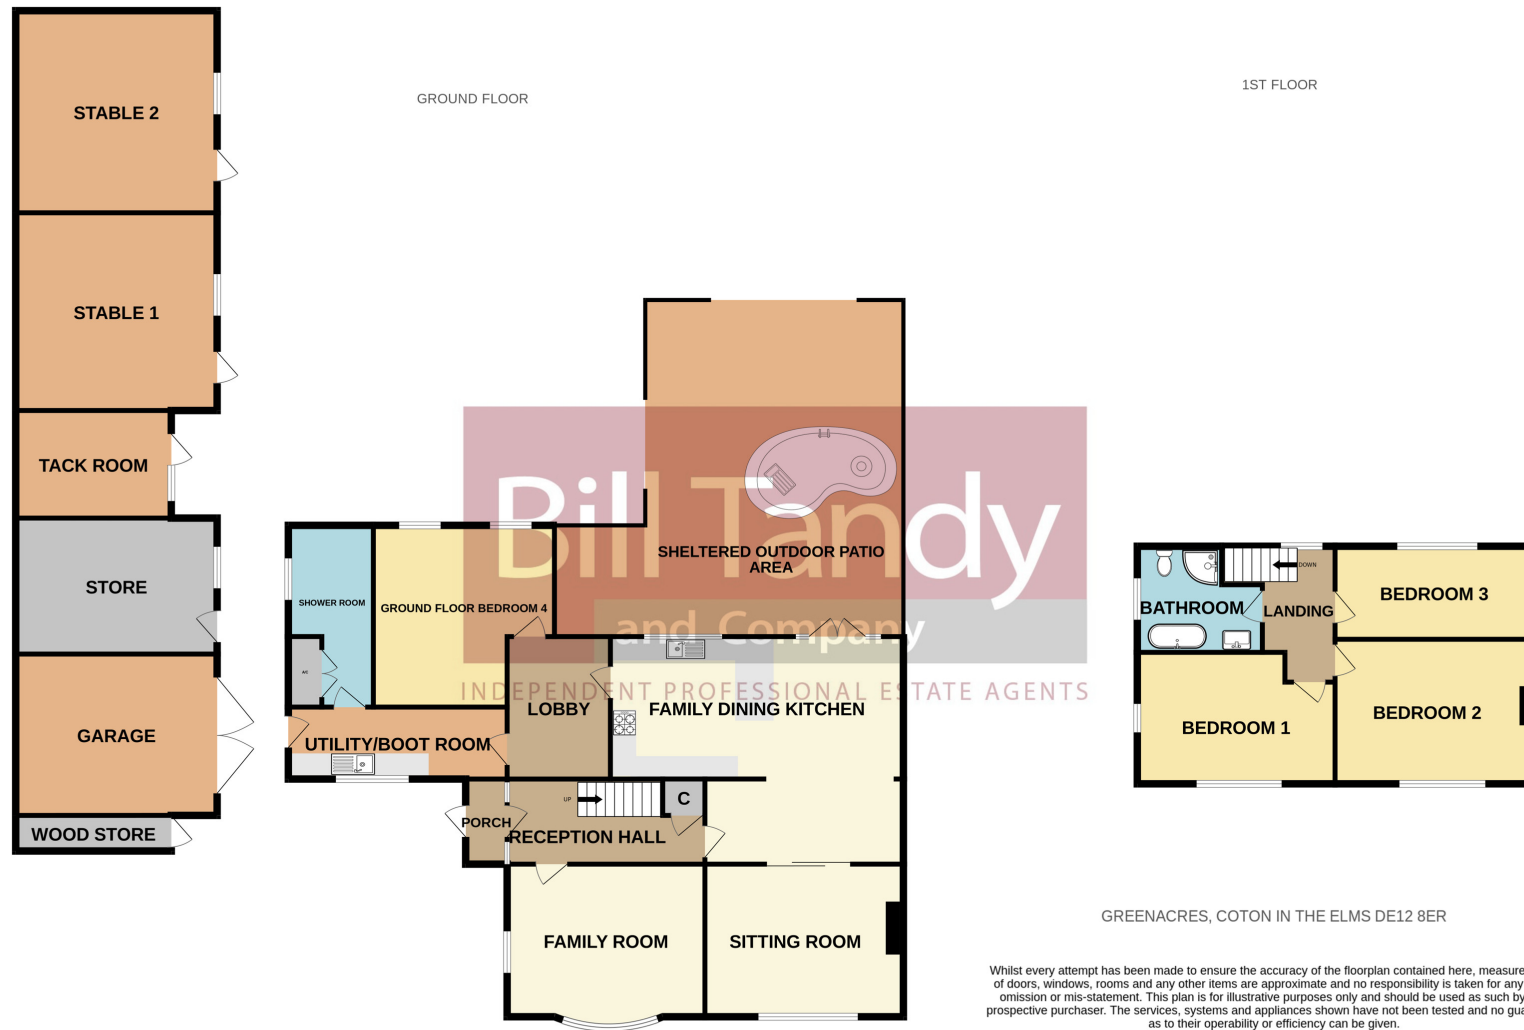 GROUND FLOOR
1ST FLOOR
STABLE 2
STABLE 1
TACK ROOM
STORE
GARAGE
WOOD STORE
Bill Tandy
and Company
INDEPENDENT PROFESSIONAL ESTATE AGENTS
SHELTERED OUTDOOR PATIO
AREA
SHOWER ROOM
GROUND FLOOR BEDROOM 4
A/C
LOBBY
FAMILY DINING KITCHEN
UTILITY/BOOT ROOM
UP
C
PORCH
RECEPTION HALL
FAMILY ROOM
SITTING ROOM
DOWN
BATHROOM
LANDING
BEDROOM 3
BEDROOM 1
BEDROOM 2
GREENACRES, COTON IN THE ELMS DE12 8ER
Whilst every attempt has been made to ensure the accuracy of the floorplan contained here, measure
of doors, windows, rooms and any other items are approximate and no responsibility is taken for any
omission or mis-statement. This plan is for illustrative purposes only and should be used as such by
prospective purchaser. The services, systems and appliances shown have not been tested and no gua
as to their operability or efficiency can be given.